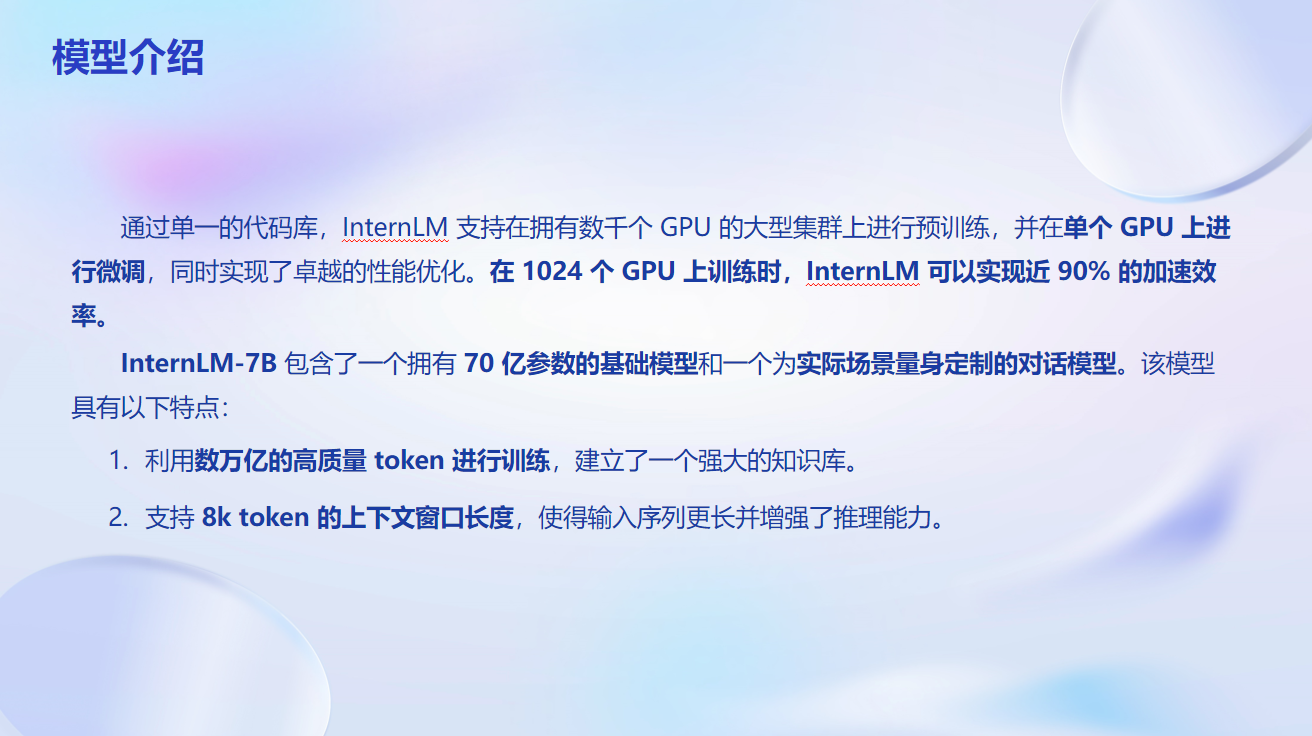 模型介绍
通过单一的代码库，InternLM 支持在拥有数千个 GPU 的大型集群上进行预训练，并在单个 GPU 上进
行微调，同时实现了卓越的性能优化。在 1024 个 GPU 上训练时，InternLM 可以实现近 90% 的加速效
率。
InternLM-7B 包含了一个拥有 70 亿参数的基础模型和一个为实际场景量身定制的对话模型。该模型
具有以下特点：
1. 利用数万亿的高质量 token 进行训练，建立了一个强大的知识库。
2. 支持 8k token 的上下文窗口长度，使得输入序列更长并增强了推理能力。